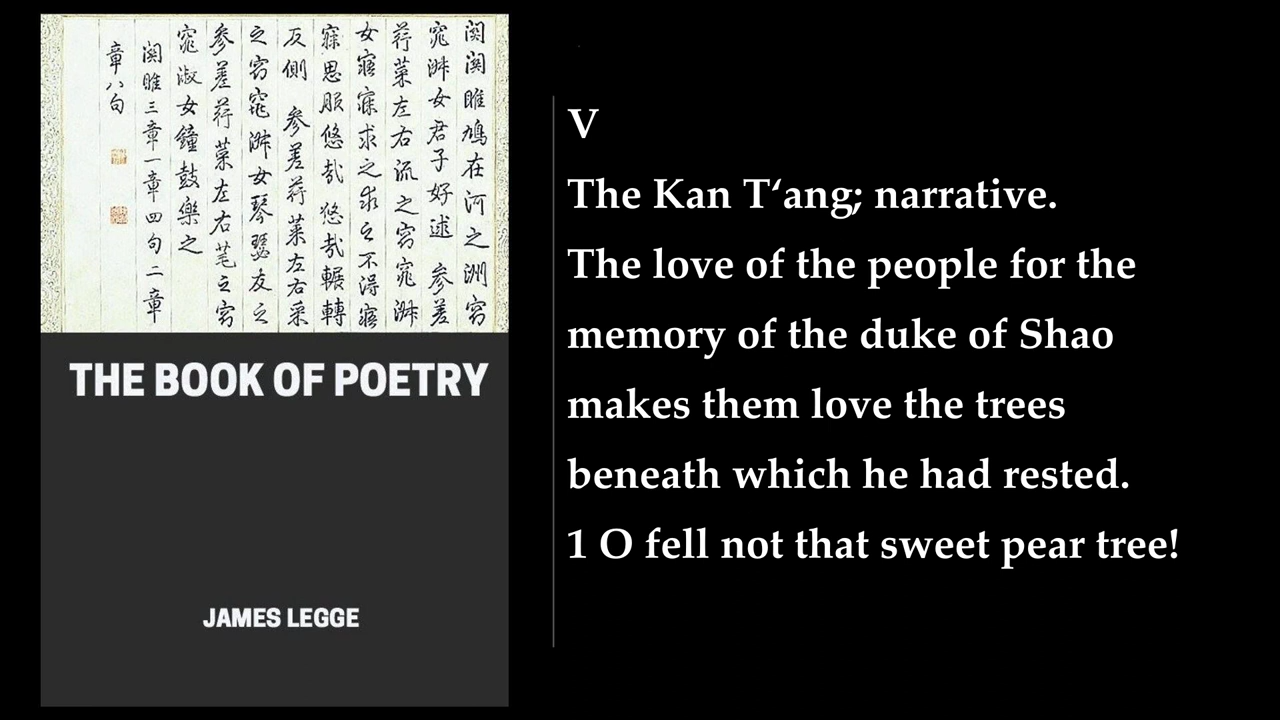 關關雎鳩在河之洲窈
窕淑女君子好逑 參差
荇菜左右流之窈窕淑
女寤寐求之求之不得寤
寐思服悠哉悠哉輾轉
反側 參差荇菜左右采
之窈窕淑女琴瑟友之
參差荇菜左右芼之窈
窕淑女鐘鼓樂之
關雎三章一章四句二章
章八句
THE BOOK OF POETRY
JAMES LEGGE
V
The Kan T‘ang; narrative.
The love of the people for the
memory of the duke of Shao
makes them love the trees
beneath which he had rested.
1 O fell not that sweet pear tree!